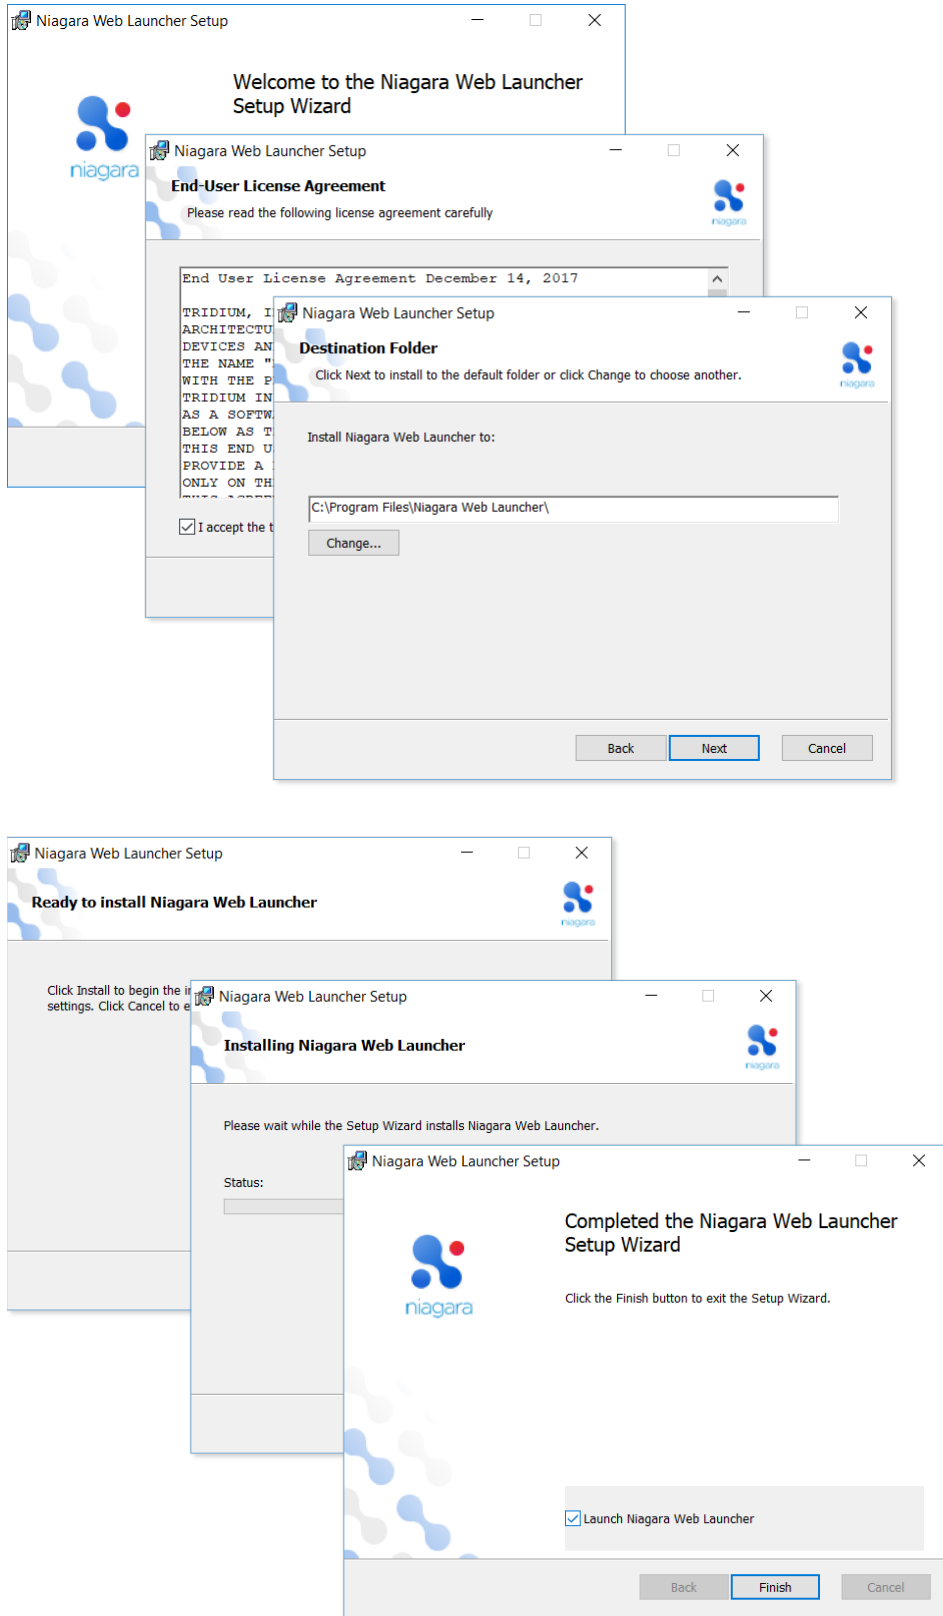 Niagara Web Launcher Setup
Welcome to the Niagara Web Launcher
Setup Wizard
niagara
Niagara Web Launcher Setup
End-User License Agreement
Please read the following license agreement carefully
niagara
End User License Agreement December 14, 2017
TRIDIUM,
ARCHITECTU
DEVICES AN
THE NAME "
WITH THE P
TRIDIUM IN
AS A SOFTW
BELOW AS T
THIS END U
PROVIDE A
ONLY ON TH
I accept the t
Niagara Web Launcher Setup
Destination Folder
Click Next to install to the default folder or click Change to choose another.
niagara
Install Niagara Web Launcher to:
C:\Program Files\Niagara Web Launcher\
Change...
Back Next Cancel
Niagara Web Launcher Setup
Ready to install Niagara Web Launcher
niagara
Click Install to begin the i
settings. Click Cancel to e
Niagara Web Launcher Setup
Installing Niagara Web Launcher
niagara
Please wait while the Setup Wizard installs Niagara Web Launcher.
Status:
Niagara Web Launcher Setup
Completed the Niagara Web Launcher
Setup Wizard
niagara
Click the Finish button to exit the Setup Wizard.
Launch Niagara Web Launcher
Back Finish Cancel